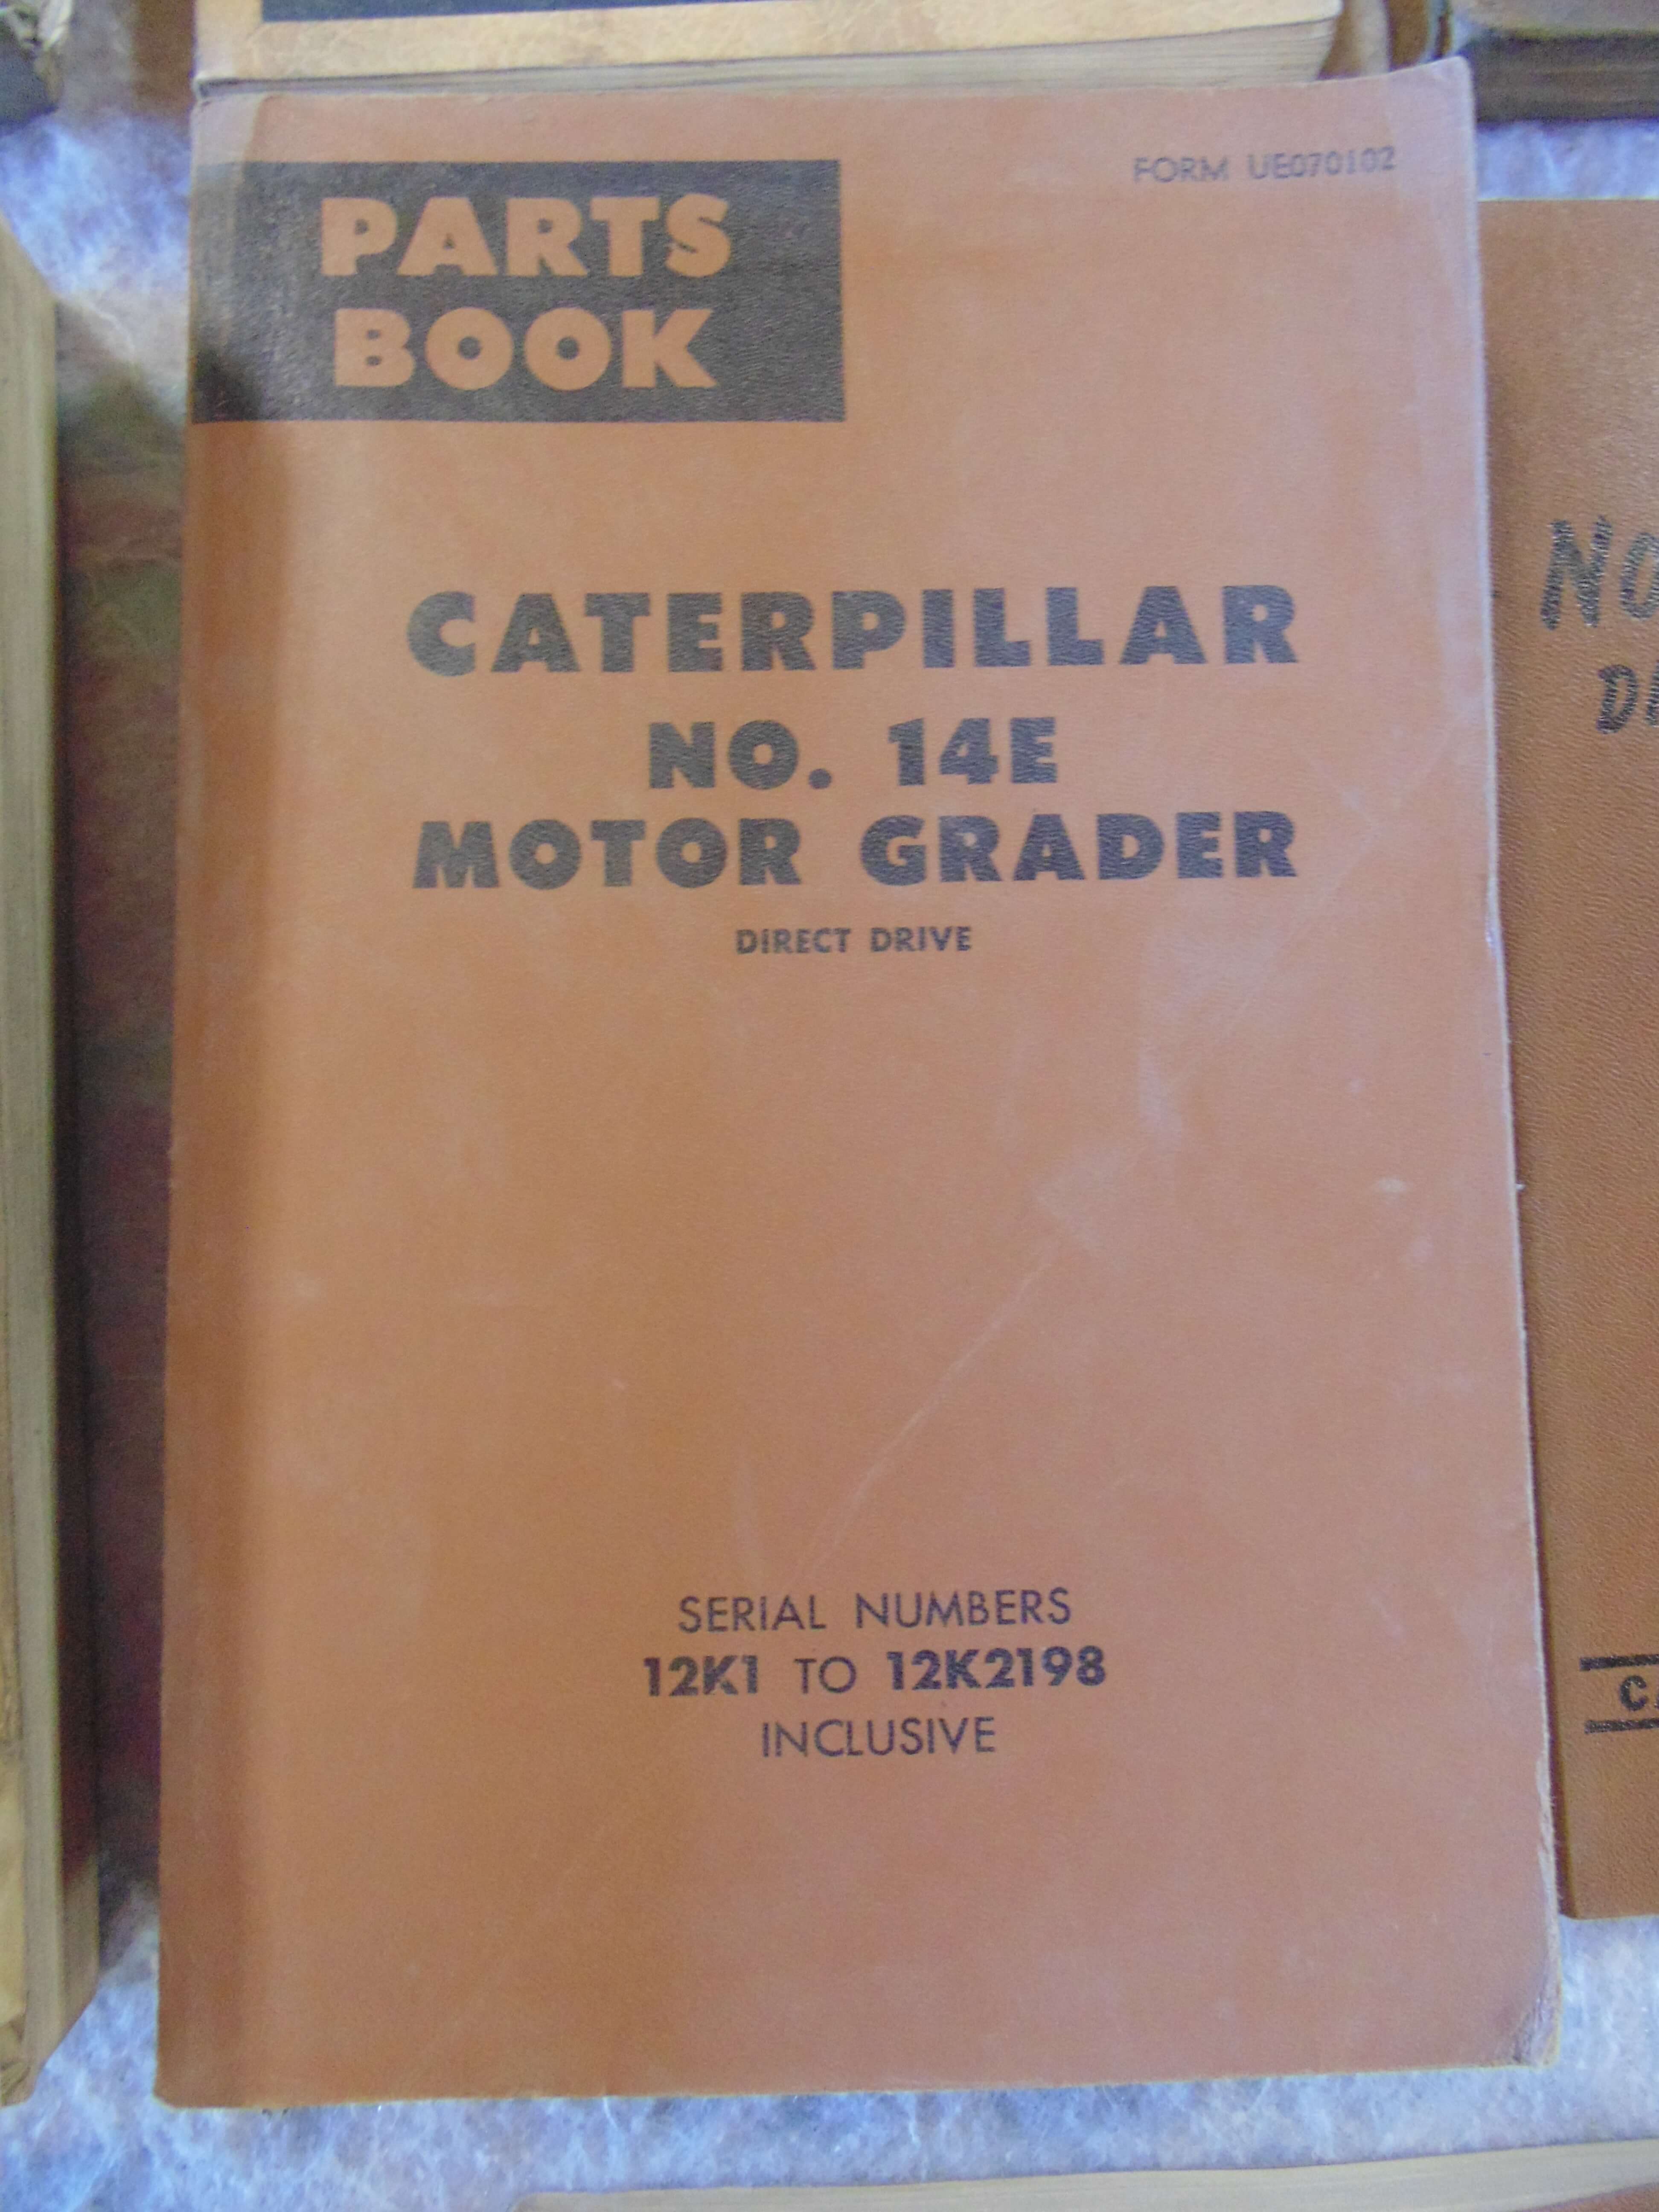 FORM UE070102
PARTS
BOOK
CATERPILLAR
NO. 14E
MOTOR GRADER
DIRECT DRIVE
SERIAL NUMBERS
12K1 TO 12K2198
INCLUSIVE